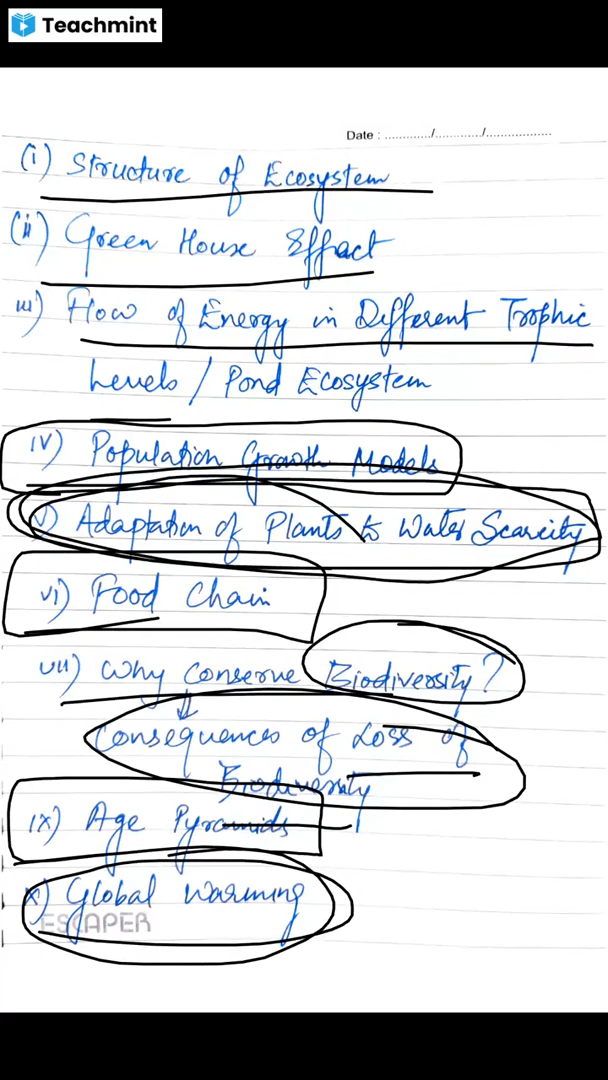 Teachmint
Date : ............/............/.................
(i) Structure of Ecosystem
(ii) Green House Effect
iii) Flow of Energy in Different Trophic
Levels / Pond Ecosystem
iv) Population Growth Models
v) Adaptation of Plants to Water Scarcity
vi) Food Chain
vii) Why Conserve Biodiversity?
Consequences of Loss of
Biodiversity
ix) Age Pyramids
x) Global Warming
ESCAPER